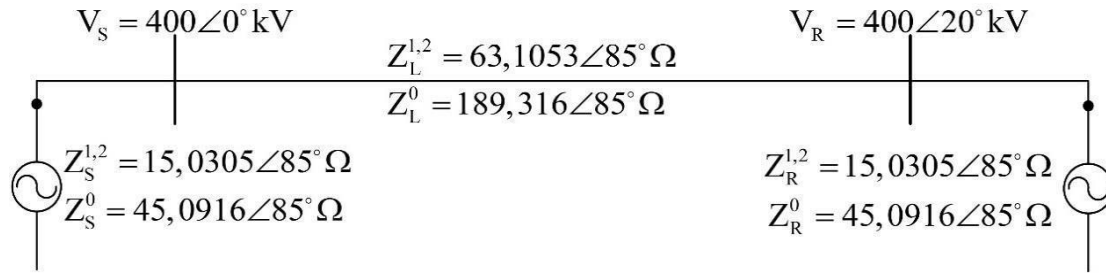 V_S = 400∠0° kV
V_R = 400∠20° kV
Z_L^{1,2} = 63,1053∠85° Ω
Z_L^0 = 189,316∠85° Ω
Z_S^{1,2} = 15,0305∠85° Ω
Z_S^0 = 45,0916∠85° Ω
Z_R^{1,2} = 15,0305∠85° Ω
Z_R^0 = 45,0916∠85° Ω